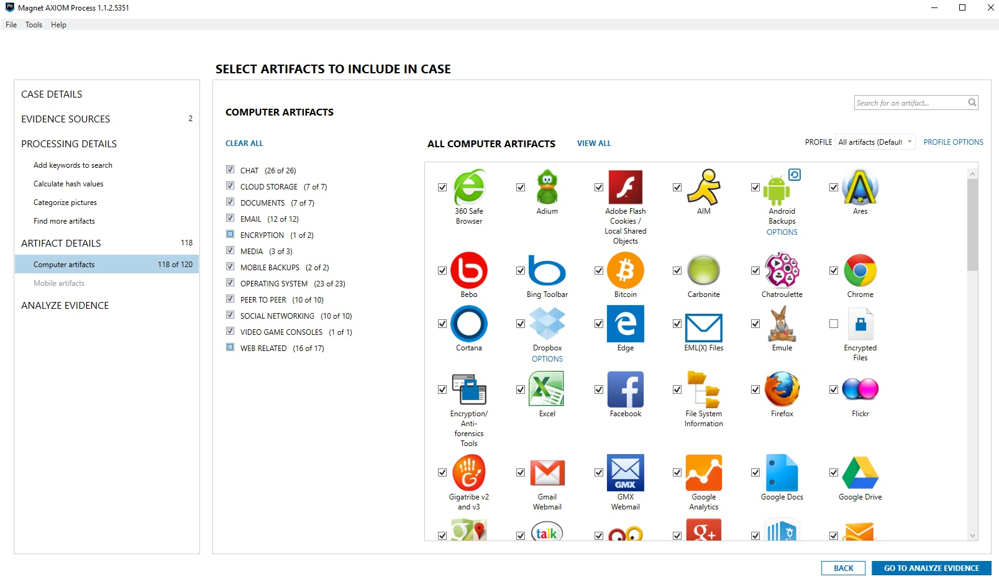 Magnet AXIOM Process 1.1.2.5351
File Tools Help
SELECT ARTIFACTS TO INCLUDE IN CASE
CASE DETAILS
EVIDENCE SOURCES 2
PROCESSING DETAILS
Add keywords to search
Calculate hash values
Categorize pictures
Find more artifacts
ARTIFACT DETAILS 118
Computer artifacts 118 of 120
Mobile artifacts
ANALYZE EVIDENCE
Search for an artifact...
COMPUTER ARTIFACTS
CLEAR ALL
CHAT (26 of 26)
CLOUD STORAGE (7 of 7)
DOCUMENTS (7 of 7)
EMAIL (12 of 12)
ENCRYPTION (1 of 2)
MEDIA (3 of 3)
MOBILE BACKUPS (2 of 2)
OPERATING SYSTEM (23 of 23)
PEER TO PEER (10 of 10)
SOCIAL NETWORKING (10 of 10)
VIDEO GAME CONSOLES (1 of 1)
WEB RELATED (16 of 17)
ALL COMPUTER ARTIFACTS VIEW ALL
PROFILE All artifacts (Default PROFILE OPTIONS
360 Safe
Browser
Adium
Adobe Flash
Cookies /
Local Shared
Objects
AIM
Android
Backups
OPTIONS
Ares
Bebo
Bing Toolbar
Bitcoin
Carbonite
Chatroulette
Chrome
Cortana
Dropbox
OPTIONS
Edge
EML(X) Files
Emule
Encrypted
Files
Encryption/
Anti-
forensics
Tools
Excel
Facebook
File System
Information
Firefox
Flickr
Gigatribe v2
and v3
Gmail
Webmail
GMX
GMX
Webmail
Google
Analytics
Google Docs
Google Drive
talk
g+
BACK
GO TO ANALYZE EVIDENCE